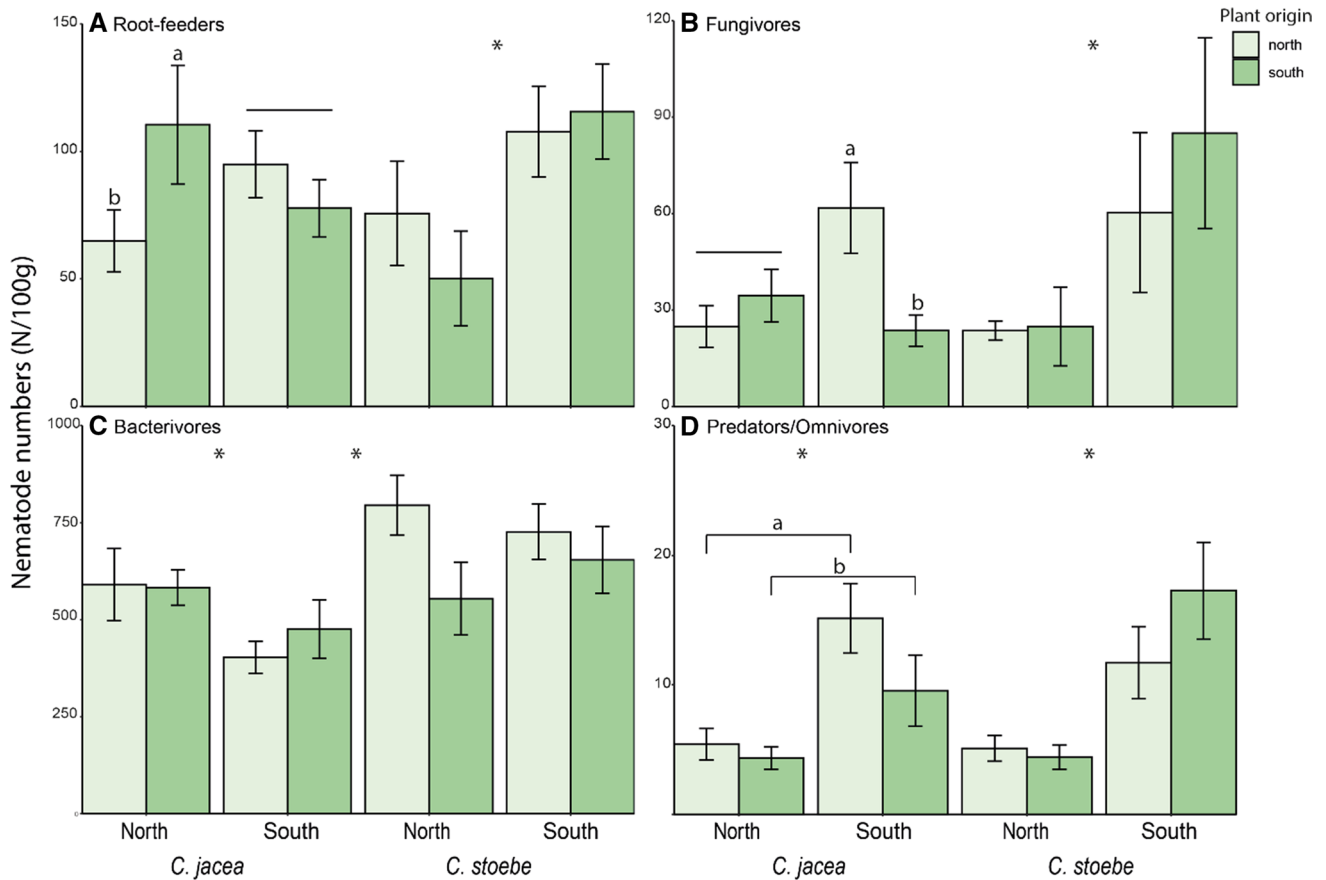 Plant origin
north
south
Nematode numbers (N/100g)
A Root-feeders
150
100
50
0
b
a
*
B Fungivores
120
90
60
30
0
a
b
*
C Bacterivores
1000
750
500
250
0
* *
North South North South
C. jacea C. stoebe
D Predators/Omnivores
30
20
10
* *
a
b
North South North South
C. jacea C. stoebe